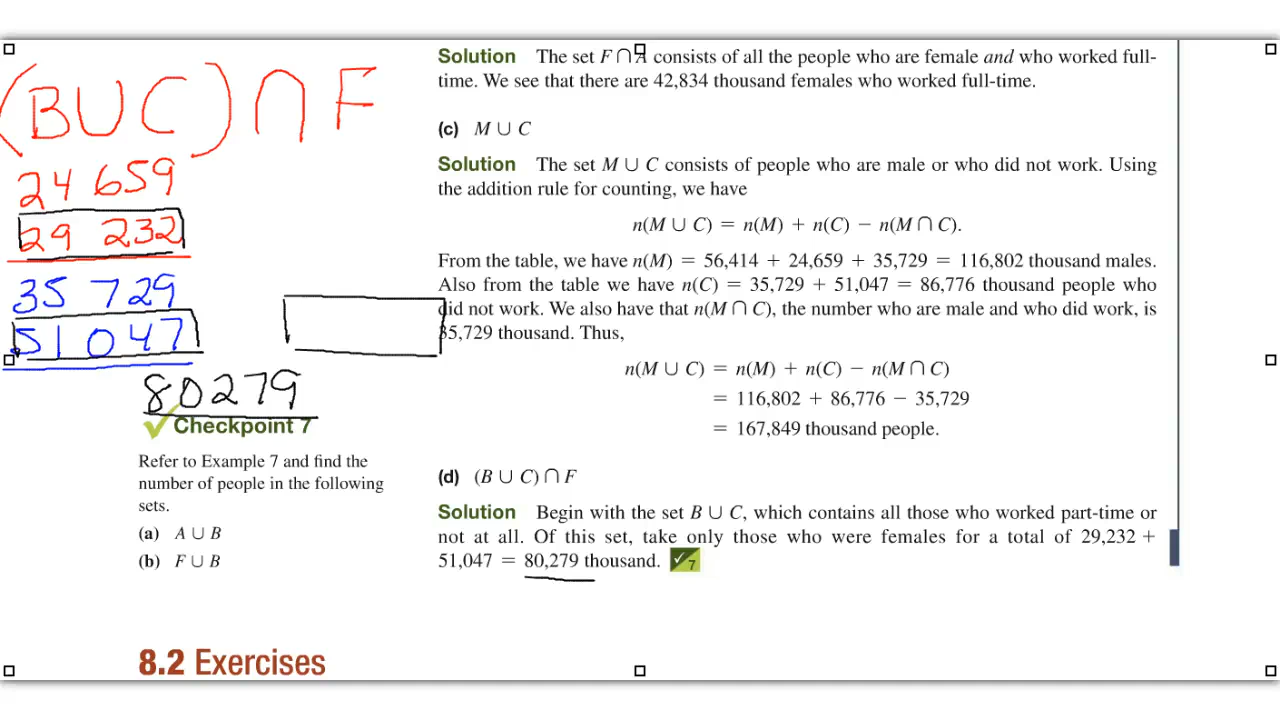 (B∪C)∩F
24 659
29 232
35 729
51 047
80279
Checkpoint 7
Refer to Example 7 and find the
number of people in the following
sets.
(a) A ∪ B
(b) F ∪ B
Solution The set F ∩ A consists of all the people who are female and who worked full-
time. We see that there are 42,834 thousand females who worked full-time.
(c) M ∪ C
Solution The set M ∪ C consists of people who are male or who did not work. Using
the addition rule for counting, we have
n(M ∪ C) = n(M) + n(C) − n(M ∩ C).
From the table, we have n(M) = 56,414 + 24,659 + 35,729 = 116,802 thousand males.
Also from the table we have n(C) = 35,729 + 51,047 = 86,776 thousand people who
did not work. We also have that n(M ∩ C), the number who are male and who did work, is
35,729 thousand. Thus,
n(M ∪ C) = n(M) + n(C) − n(M ∩ C)
= 116,802 + 86,776 − 35,729
= 167,849 thousand people.
(d) (B ∪ C) ∩ F
Solution Begin with the set B ∪ C, which contains all those who worked part-time or
not at all. Of this set, take only those who were females for a total of 29,232 +
51,047 = 80,279 thousand. ✓7
8.2 Exercises